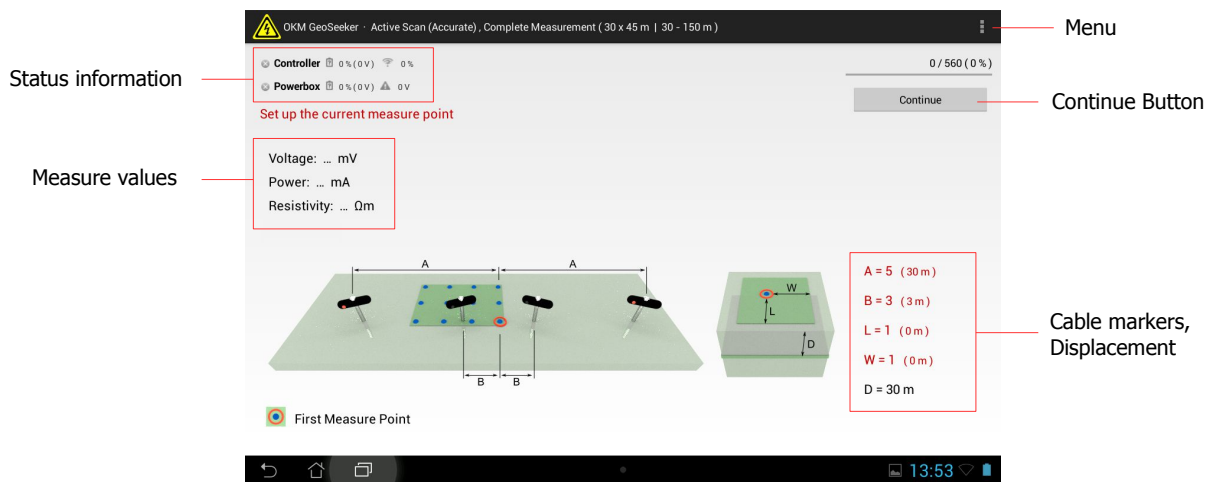 OKM GeoSeeker · Active Scan (Accurate) , Complete Measurement ( 30 x 45 m | 30 - 150 m )
Menu
Status information
Controller 0 % ( 0 V ) 0 %
0 / 560 ( 0 % )
Powerbox 0 % ( 0 V ) 0 V
Continue
Continue Button
Set up the current measure point
Measure values
Voltage: ... mV
Power: ... mA
Resistivity: ... Ωm
A
A
B
B
W
L
D
A = 5 ( 30 m )
B = 3 ( 3 m )
L = 1 ( 0 m )
W = 1 ( 0 m )
D = 30 m
Cable markers,
Displacement
First Measure Point
13:53